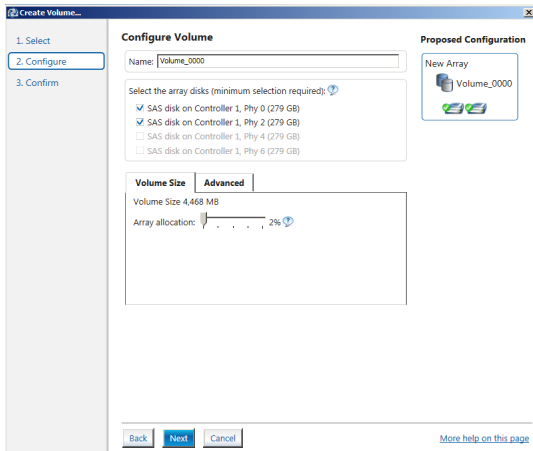 Create Volume...
1. Select
2. Configure
3. Confirm
Configure Volume
Name: Volume_0000
Select the array disks (minimum selection required):
SAS disk on Controller 1, Phy 0 (279 GB)
SAS disk on Controller 1, Phy 2 (279 GB)
SAS disk on Controller 1, Phy 4 (279 GB)
SAS disk on Controller 1, Phy 6 (279 GB)
Volume Size Advanced
Volume Size 4,468 MB
Array allocation: 2%
Proposed Configuration
New Array
Volume_0000
Back Next Cancel
More help on this page